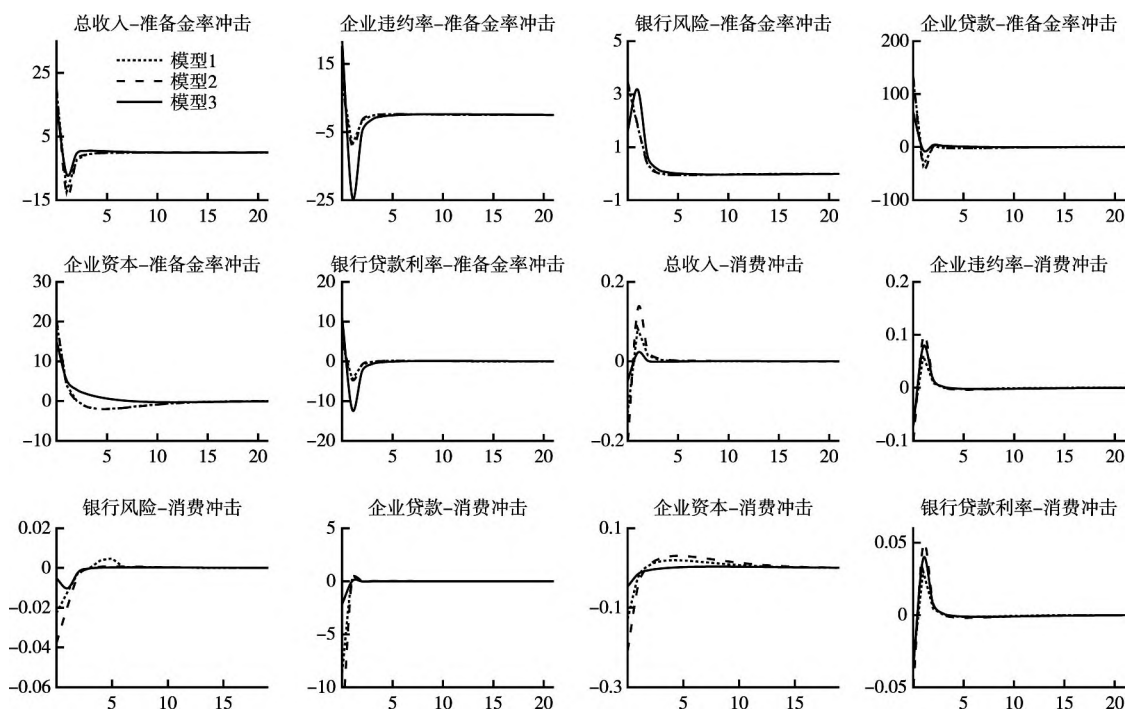 总收入-准备金率冲击
25
5
-15
模型1
模型2
模型3
5 10 15 20
企业违约率-准备金率冲击
15
-5
-25
5 10 15 20
银行风险-准备金率冲击
5
3
1
-1
5 10 15 20
企业贷款-准备金率冲击
200
100
0
-100
5 10 15 20
企业资本-准备金率冲击
30
20
10
0
-10
5 10 15 20
银行贷款利率-准备金率冲击
20
10
0
-10
-20
5 10 15 20
总收入-消费冲击
0.2
0
-0.2
5 10 15 20
企业违约率-消费冲击
0.2
0.1
0
-0.1
5 10 15 20
银行风险-消费冲击
0.02
0
-0.02
-0.04
-0.06
5 10 15
企业贷款-消费冲击
5
0
-5
-10
5 10 15 20
企业资本-消费冲击
0.1
-0.1
-0.3
5 10 15
银行贷款利率-消费冲击
0.05
0
-0.05
5 10 15 20